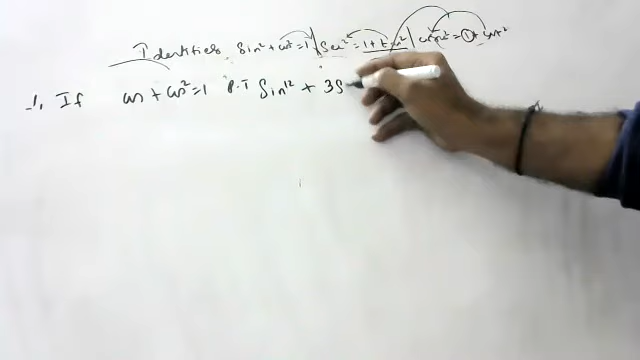 Identities, Sin² + cos² = 1 | Sec² = 1 + tan² | cosec² = 1 + cot²
1. If cos + cos² = 1 P.T Sin¹² + 3S